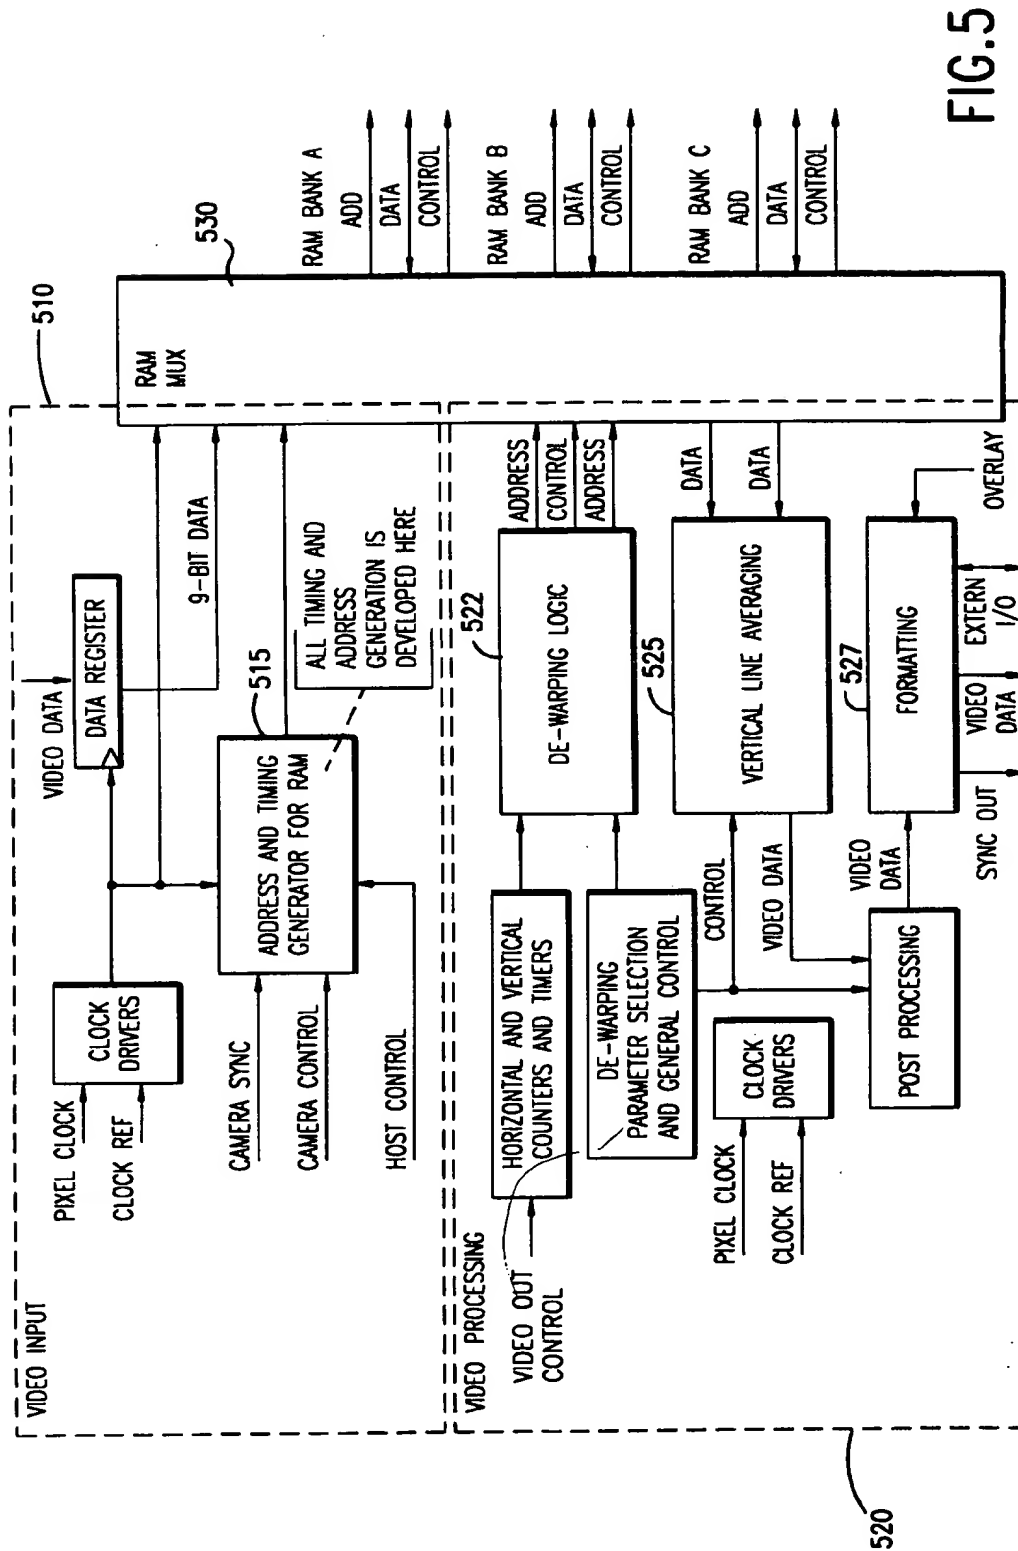 VIDEO INPUT
510
PIXEL CLOCK
CLOCK REF
CLOCK
DRIVERS
VIDEO DATA
DATA REGISTER
9-BIT DATA
CAMERA SYNC
CAMERA CONTROL
HOST CONTROL
515
ADDRESS AND TIMING
GENERATOR FOR RAM
ALL TIMING AND
ADDRESS
GENERATION IS
DEVELOPED HERE
RAM
MUX
530
RAM BANK A
ADD
DATA
CONTROL
RAM BANK B
ADD
DATA
CONTROL
RAM BANK C
ADD
DATA
CONTROL
VIDEO PROCESSING
VIDEO OUT
CONTROL
HORIZONTAL AND VERTICAL
COUNTERS AND TIMERS
DE-WARPING
PARAMETER SELECTION
AND GENERAL CONTROL
522
DE-WARPING LOGIC
ADDRESS
CONTROL
ADDRESS
CONTROL
VIDEO DATA
525
VERTICAL LINE AVERAGING
DATA
DATA
PIXEL CLOCK
CLOCK REF
CLOCK
DRIVERS
POST PROCESSING
VIDEO
DATA
527
FORMATTING
OVERLAY
SYNC OUT
VIDEO
DATA
EXTERN
I/O
520
FIG.5